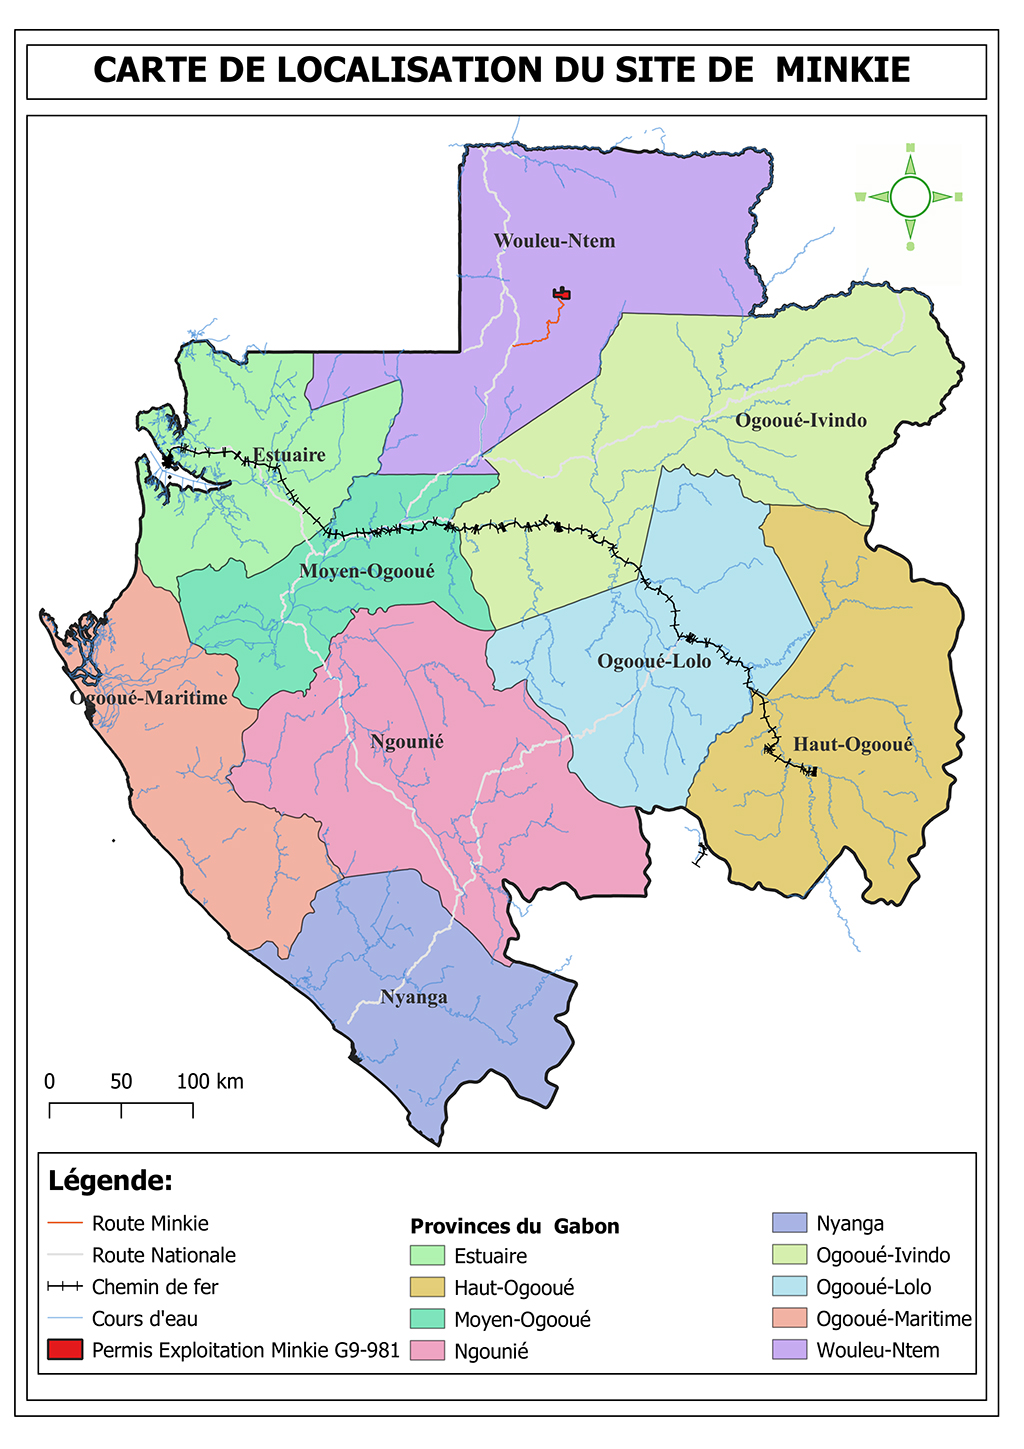 CARTE DE LOCALISATION DU SITE DE MINKIE
Wouleu-Ntem
Ogooué-Ivindo
Estuaire
Moyen-Ogooué
Ogooué-Lolo
Ogooué-Maritime
Ngounié
Haut-Ogooué
Nyanga
0 50 100 km
Légende:
Route Minkie
Route Nationale
Chemin de fer
Cours d'eau
Permis Exploitation Minkie G9-981
Provinces du Gabon
Estuaire
Haut-Ogooué
Moyen-Ogooué
Ngounié
Nyanga
Ogooué-Ivindo
Ogooué-Lolo
Ogooué-Maritime
Wouleu-Ntem